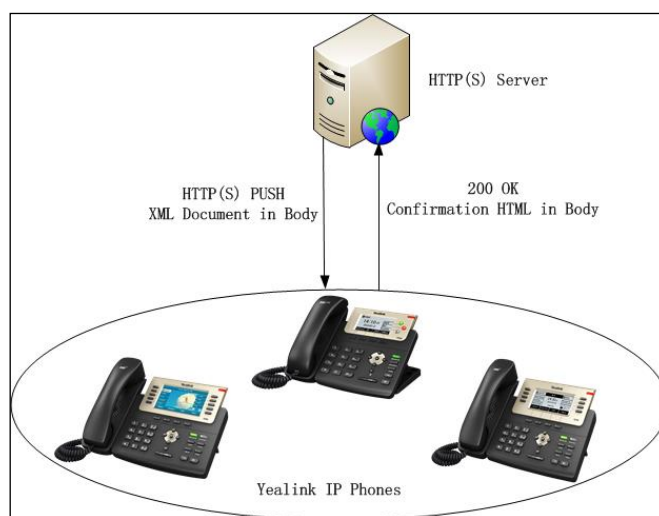 HTTP(S) Server
HTTP(S) PUSH
XML Document in Body
200 OK
Confirmation HTML in Body
Yealink IP Phones